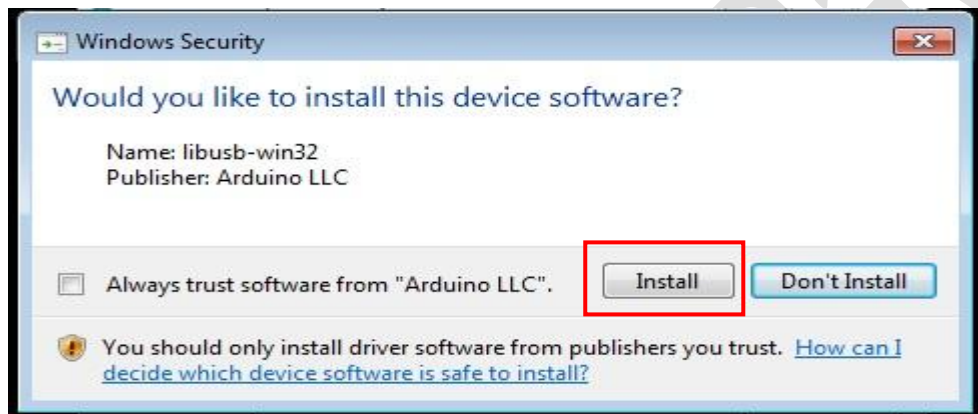 Windows Security
Would you like to install this device software?
Name: libusb-win32
Publisher: Arduino LLC
Always trust software from "Arduino LLC".
Install
Don't Install
You should only install driver software from publishers you trust. How can I
decide which device software is safe to install?